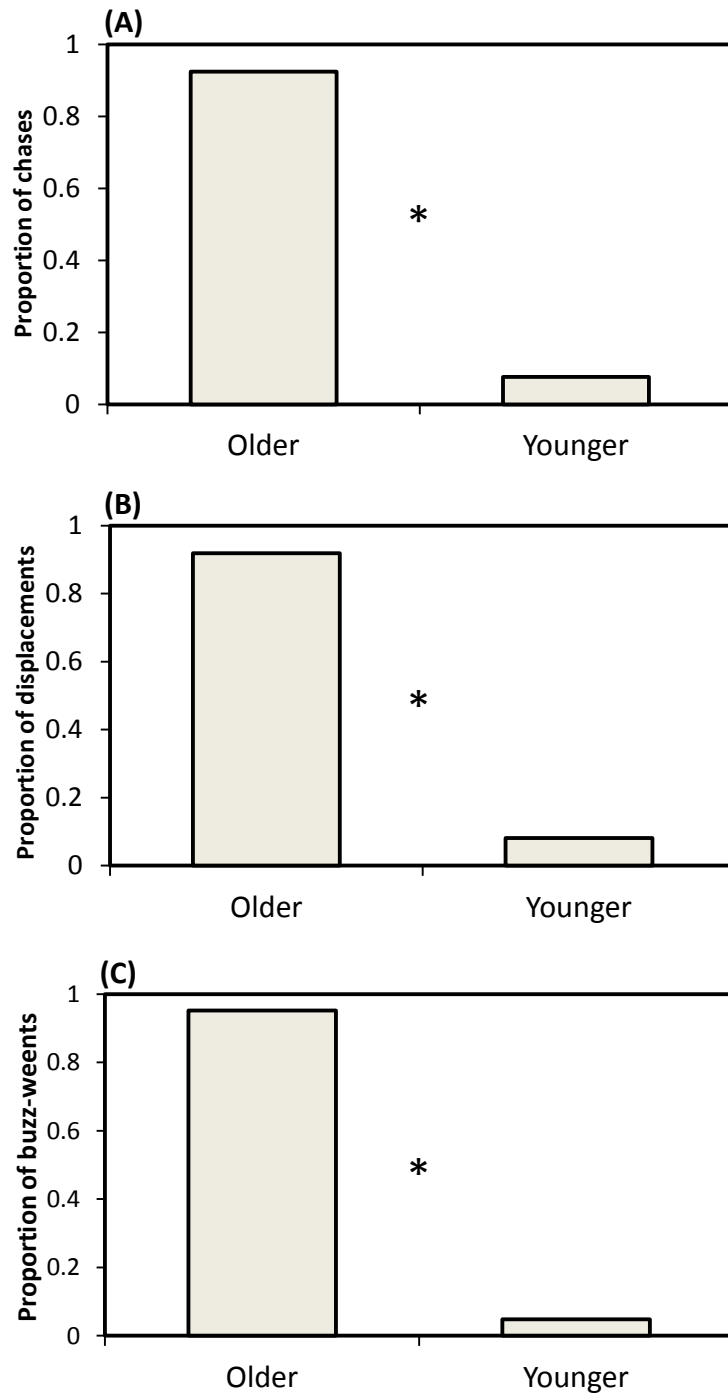 (A)
Proportion of chases
1
0.8
0.6
0.4
0.2
0
*
Older Younger
(B)
Proportion of displacements
1
0.8
0.6
0.4
0.2
0
*
Older Younger
(C)
Proportion of buzz-weents
1
0.8
0.6
0.4
0.2
0
*
Older Younger